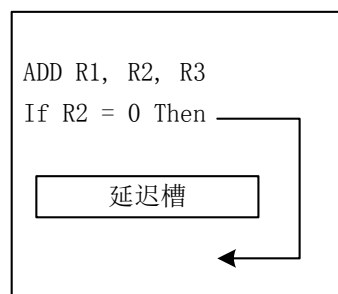 ADD R1, R2, R3
If R2 = 0 Then
延迟槽